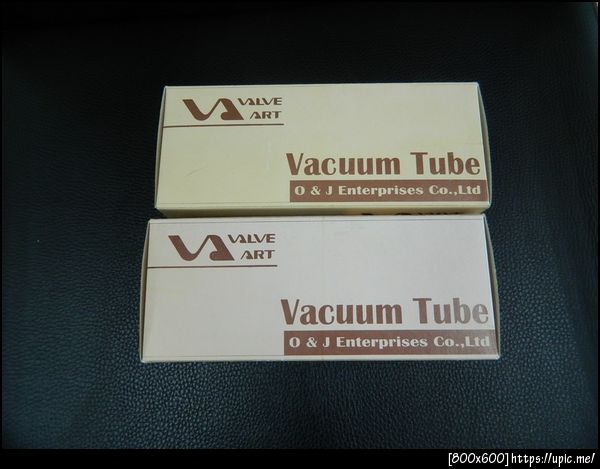 VALVE
ART
Vacuum Tube
O & J Enterprises Co.,Ltd
VALVE
ART
Vacuum Tube
O & J Enterprises Co.,Ltd
[800x600]https://upic.me/